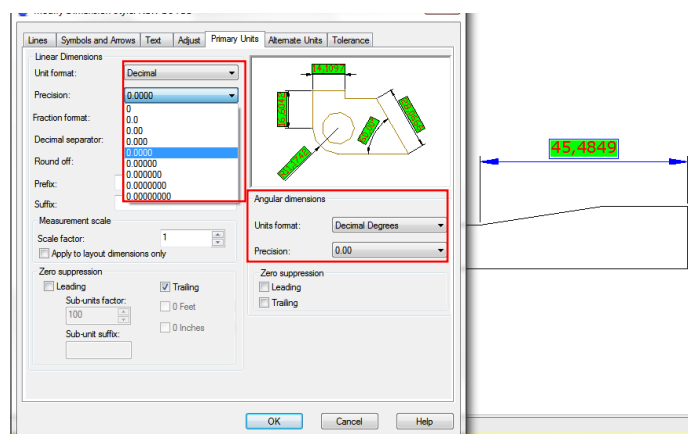 Lines Symbols and Arrows Text Adjust Primary Units Alternate Units Tolerance
Linear Dimensions
Unit format: Decimal
Precision: 0.0000
0
0.0
0.00
0.000
0.0000
0.00000
0.000000
0.0000000
0.00000000
Fraction format:
Decimal separator:
Round off:
Prefix:
Suffix:
Measurement scale
Scale factor: 1
Apply to layout dimensions only
Zero suppression
Leading Trailing
Sub-units factor: 0 Feet
100
Sub-unit suffix: 0 Inches
14,3097
Angular dimensions
Units format: Decimal Degrees
Precision: 0.00
Zero suppression
Leading
Trailing
OK Cancel Help
45,4849